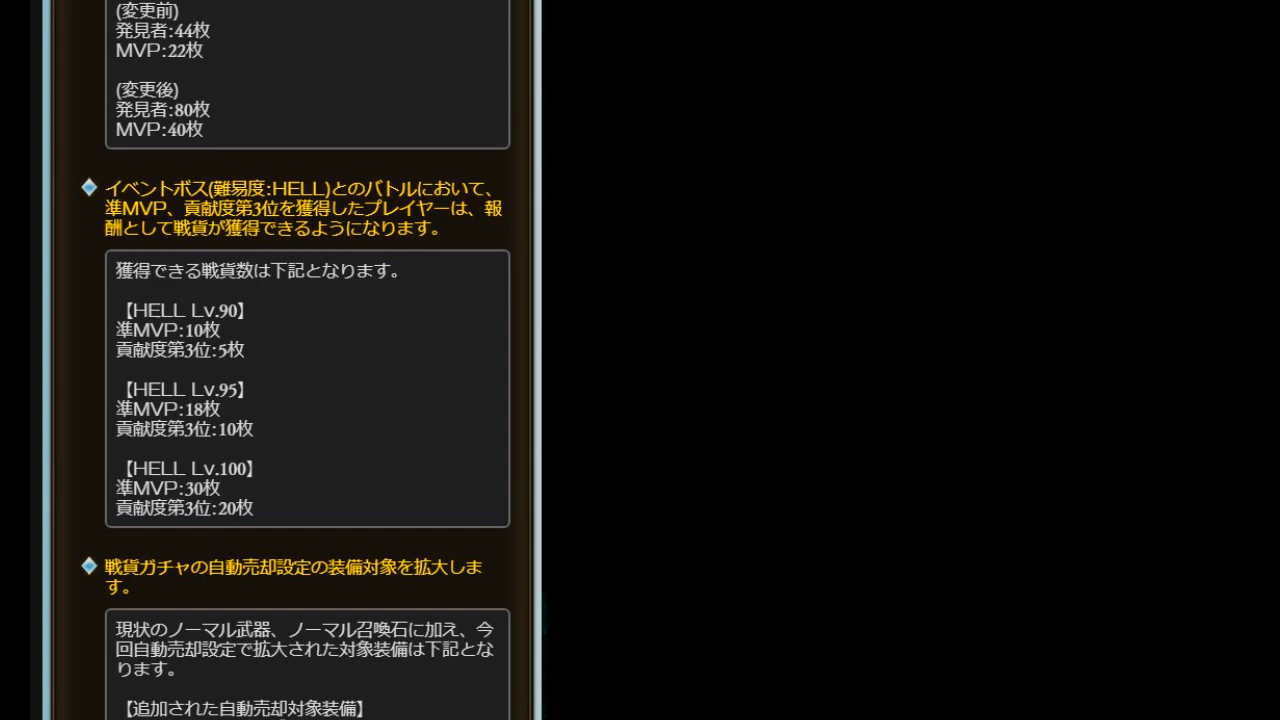 (変更前)
発見者:44枚
MVP:22枚
(変更後)
発見者:80枚
MVP:40枚
イベントボス(難易度:HELL)とのバトルにおいて、
準MVP、貢献度第3位を獲得したプレイヤーは、報
酬として戦貨が獲得できるようになります。
獲得できる戦貨数は下記となります。
【HELL Lv.90】
準MVP:10枚
貢献度第3位:5枚
【HELL Lv.95】
準MVP:18枚
貢献度第3位:10枚
【HELL Lv.100】
準MVP:30枚
貢献度第3位:20枚
戦貨ガチャの自動売却設定の装備対象を拡大しま
す。
現状のノーマル武器、ノーマル召喚石に加え、今
回自動売却設定で拡大された対象装備は下記とな
ります。
【追加された自動売却対象装備】